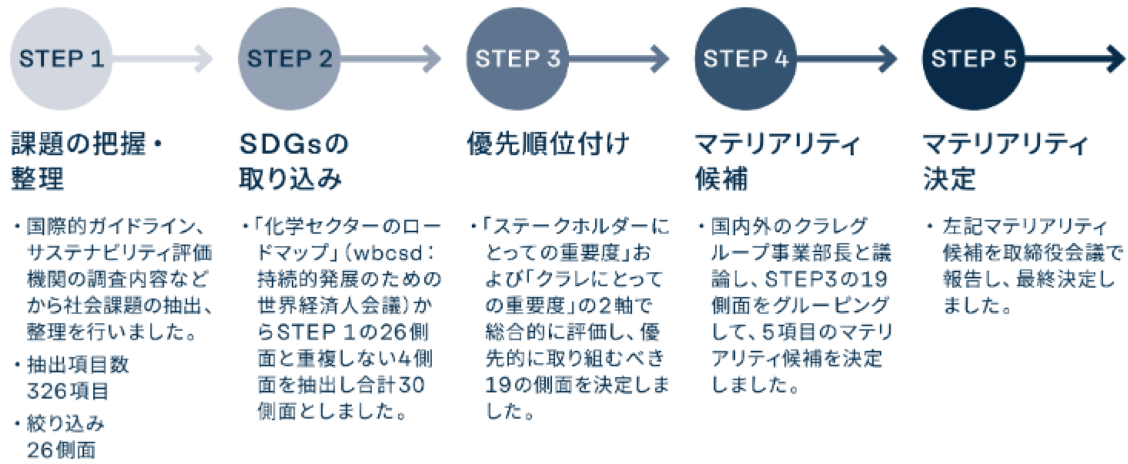 STEP 1
課題の把握・
整理
・国際的ガイドライン、
サステナビリティ評価
機関の調査内容など
から社会課題の抽出、
整理を行いました。
・抽出項目数
326項目
・絞り込み
26側面
STEP 2
SDGsの
取り込み
・「化学セクターのロー
ドマップ」（wbcsd：
持続的発展のための
世界経済人会議）か
らSTEP 1の26側
面と重複しない4側
面を抽出し合計30
側面としました。
STEP 3
優先順位付け
・「ステークホルダーに
とっての重要度」お
よび「クラレにとって
の重要度」の2軸で
総合的に評価し、優
先的に取り組むべき
19の側面を決定しま
した。
STEP 4
マテリアリティ
候補
・国内外のクラレグ
ループ事業部長と議
論し、STEP3の19
側面をグルーピング
して、5項目のマテリ
アリティ候補を決定
しました。
STEP 5
マテリアリティ
決定
・左記マテリアリティ
候補を取締役会議で
報告し、最終決定し
ました。